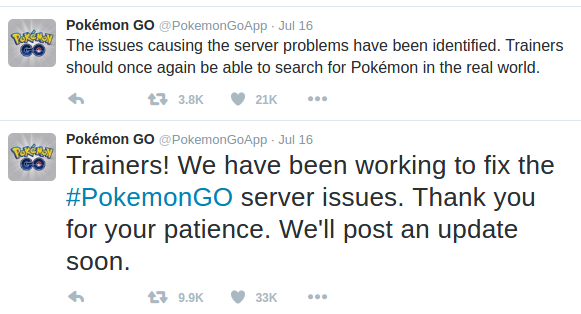 Pokémon GO @PokemonGoApp · Jul 16
The issues causing the server problems have been identified. Trainers
should once again be able to search for Pokémon in the real world.
3.8K 21K
Pokémon GO @PokemonGoApp · Jul 16
Trainers! We have been working to fix the
#PokemonGO server issues. Thank you
for your patience. We'll post an update
soon.
9.9K 33K